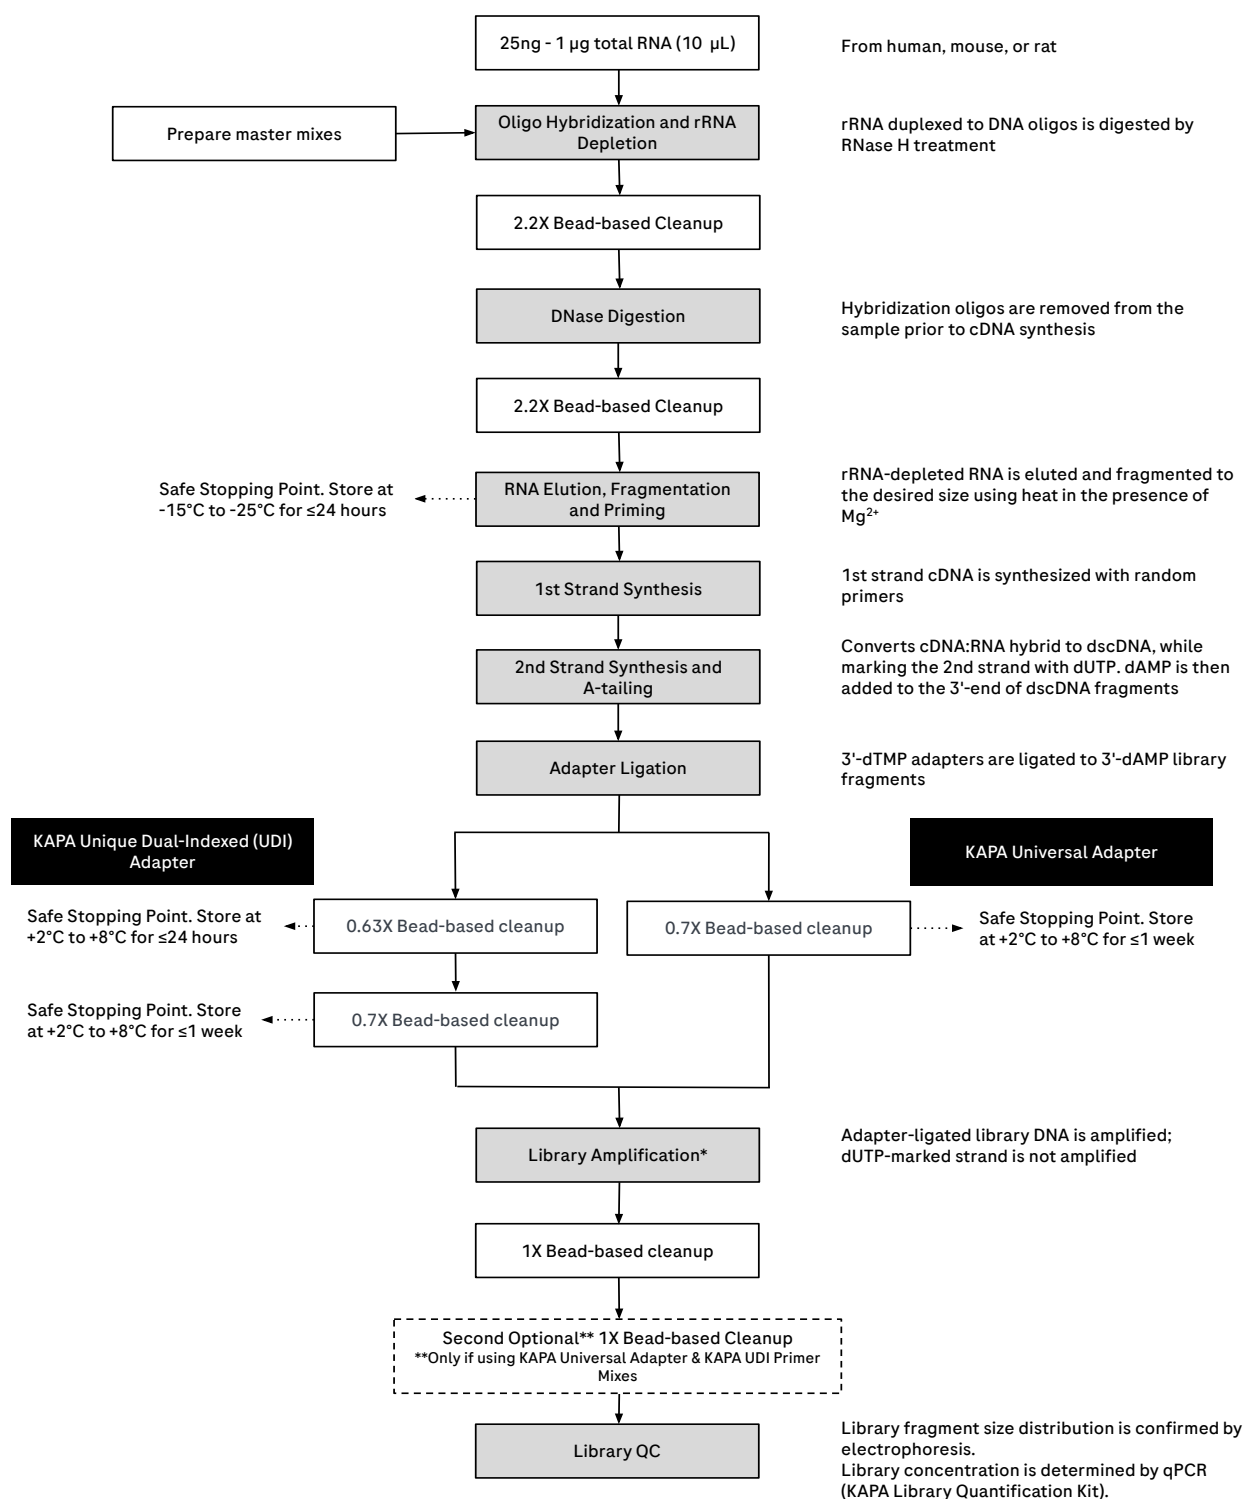 25ng - 1 µg total RNA (10 µL)
From human, mouse, or rat
Prepare master mixes
Oligo Hybridization and rRNA
Depletion
rRNA duplexed to DNA oligos is digested by
RNase H treatment
2.2X Bead-based Cleanup
DNase Digestion
Hybridization oligos are removed from the
sample prior to cDNA synthesis
2.2X Bead-based Cleanup
Safe Stopping Point. Store at
-15°C to -25°C for ≤24 hours
RNA Elution, Fragmentation
and Priming
rRNA-depleted RNA is eluted and fragmented to
the desired size using heat in the presence of
Mg²⁺
1st Strand Synthesis
1st strand cDNA is synthesized with random
primers
2nd Strand Synthesis and
A-tailing
Converts cDNA:RNA hybrid to dscDNA, while
marking the 2nd strand with dUTP. dAMP is then
added to the 3'-end of dscDNA fragments
Adapter Ligation
3'-dTMP adapters are ligated to 3'-dAMP library
fragments
KAPA Unique Dual-Indexed (UDI)
Adapter
KAPA Universal Adapter
Safe Stopping Point. Store at
+2°C to +8°C for ≤24 hours
0.63X Bead-based cleanup
0.7X Bead-based cleanup
Safe Stopping Point. Store
at +2°C to +8°C for ≤1 week
Safe Stopping Point. Store
at +2°C to +8°C for ≤1 week
0.7X Bead-based cleanup
Library Amplification*
Adapter-ligated library DNA is amplified;
dUTP-marked strand is not amplified
1X Bead-based cleanup
Second Optional** 1X Bead-based Cleanup
**Only if using KAPA Universal Adapter & KAPA UDI Primer
Mixes
Library QC
Library fragment size distribution is confirmed by
electrophoresis.
Library concentration is determined by qPCR
(KAPA Library Quantification Kit).